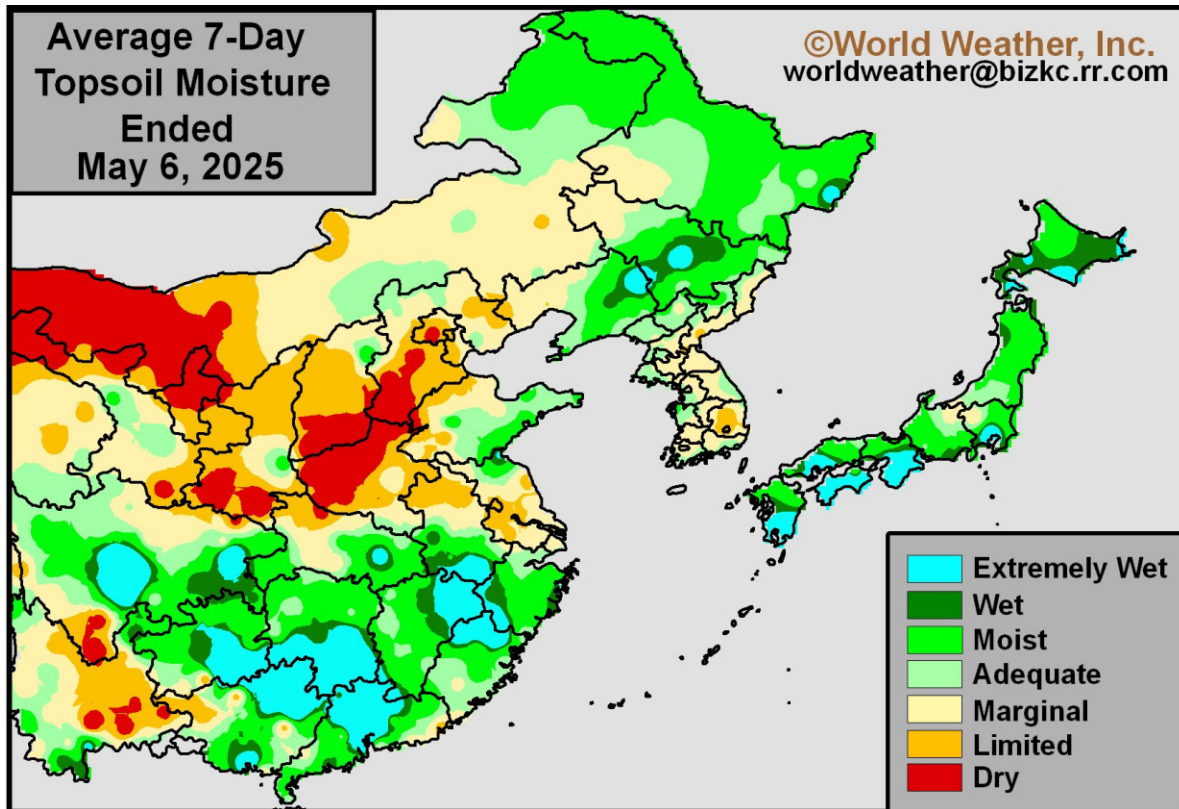 Average 7-Day
Topsoil Moisture
Ended
May 6, 2025
©World Weather, Inc.
worldweather@bizkc.rr.com
Extremely Wet
Wet
Moist
Adequate
Marginal
Limited
Dry